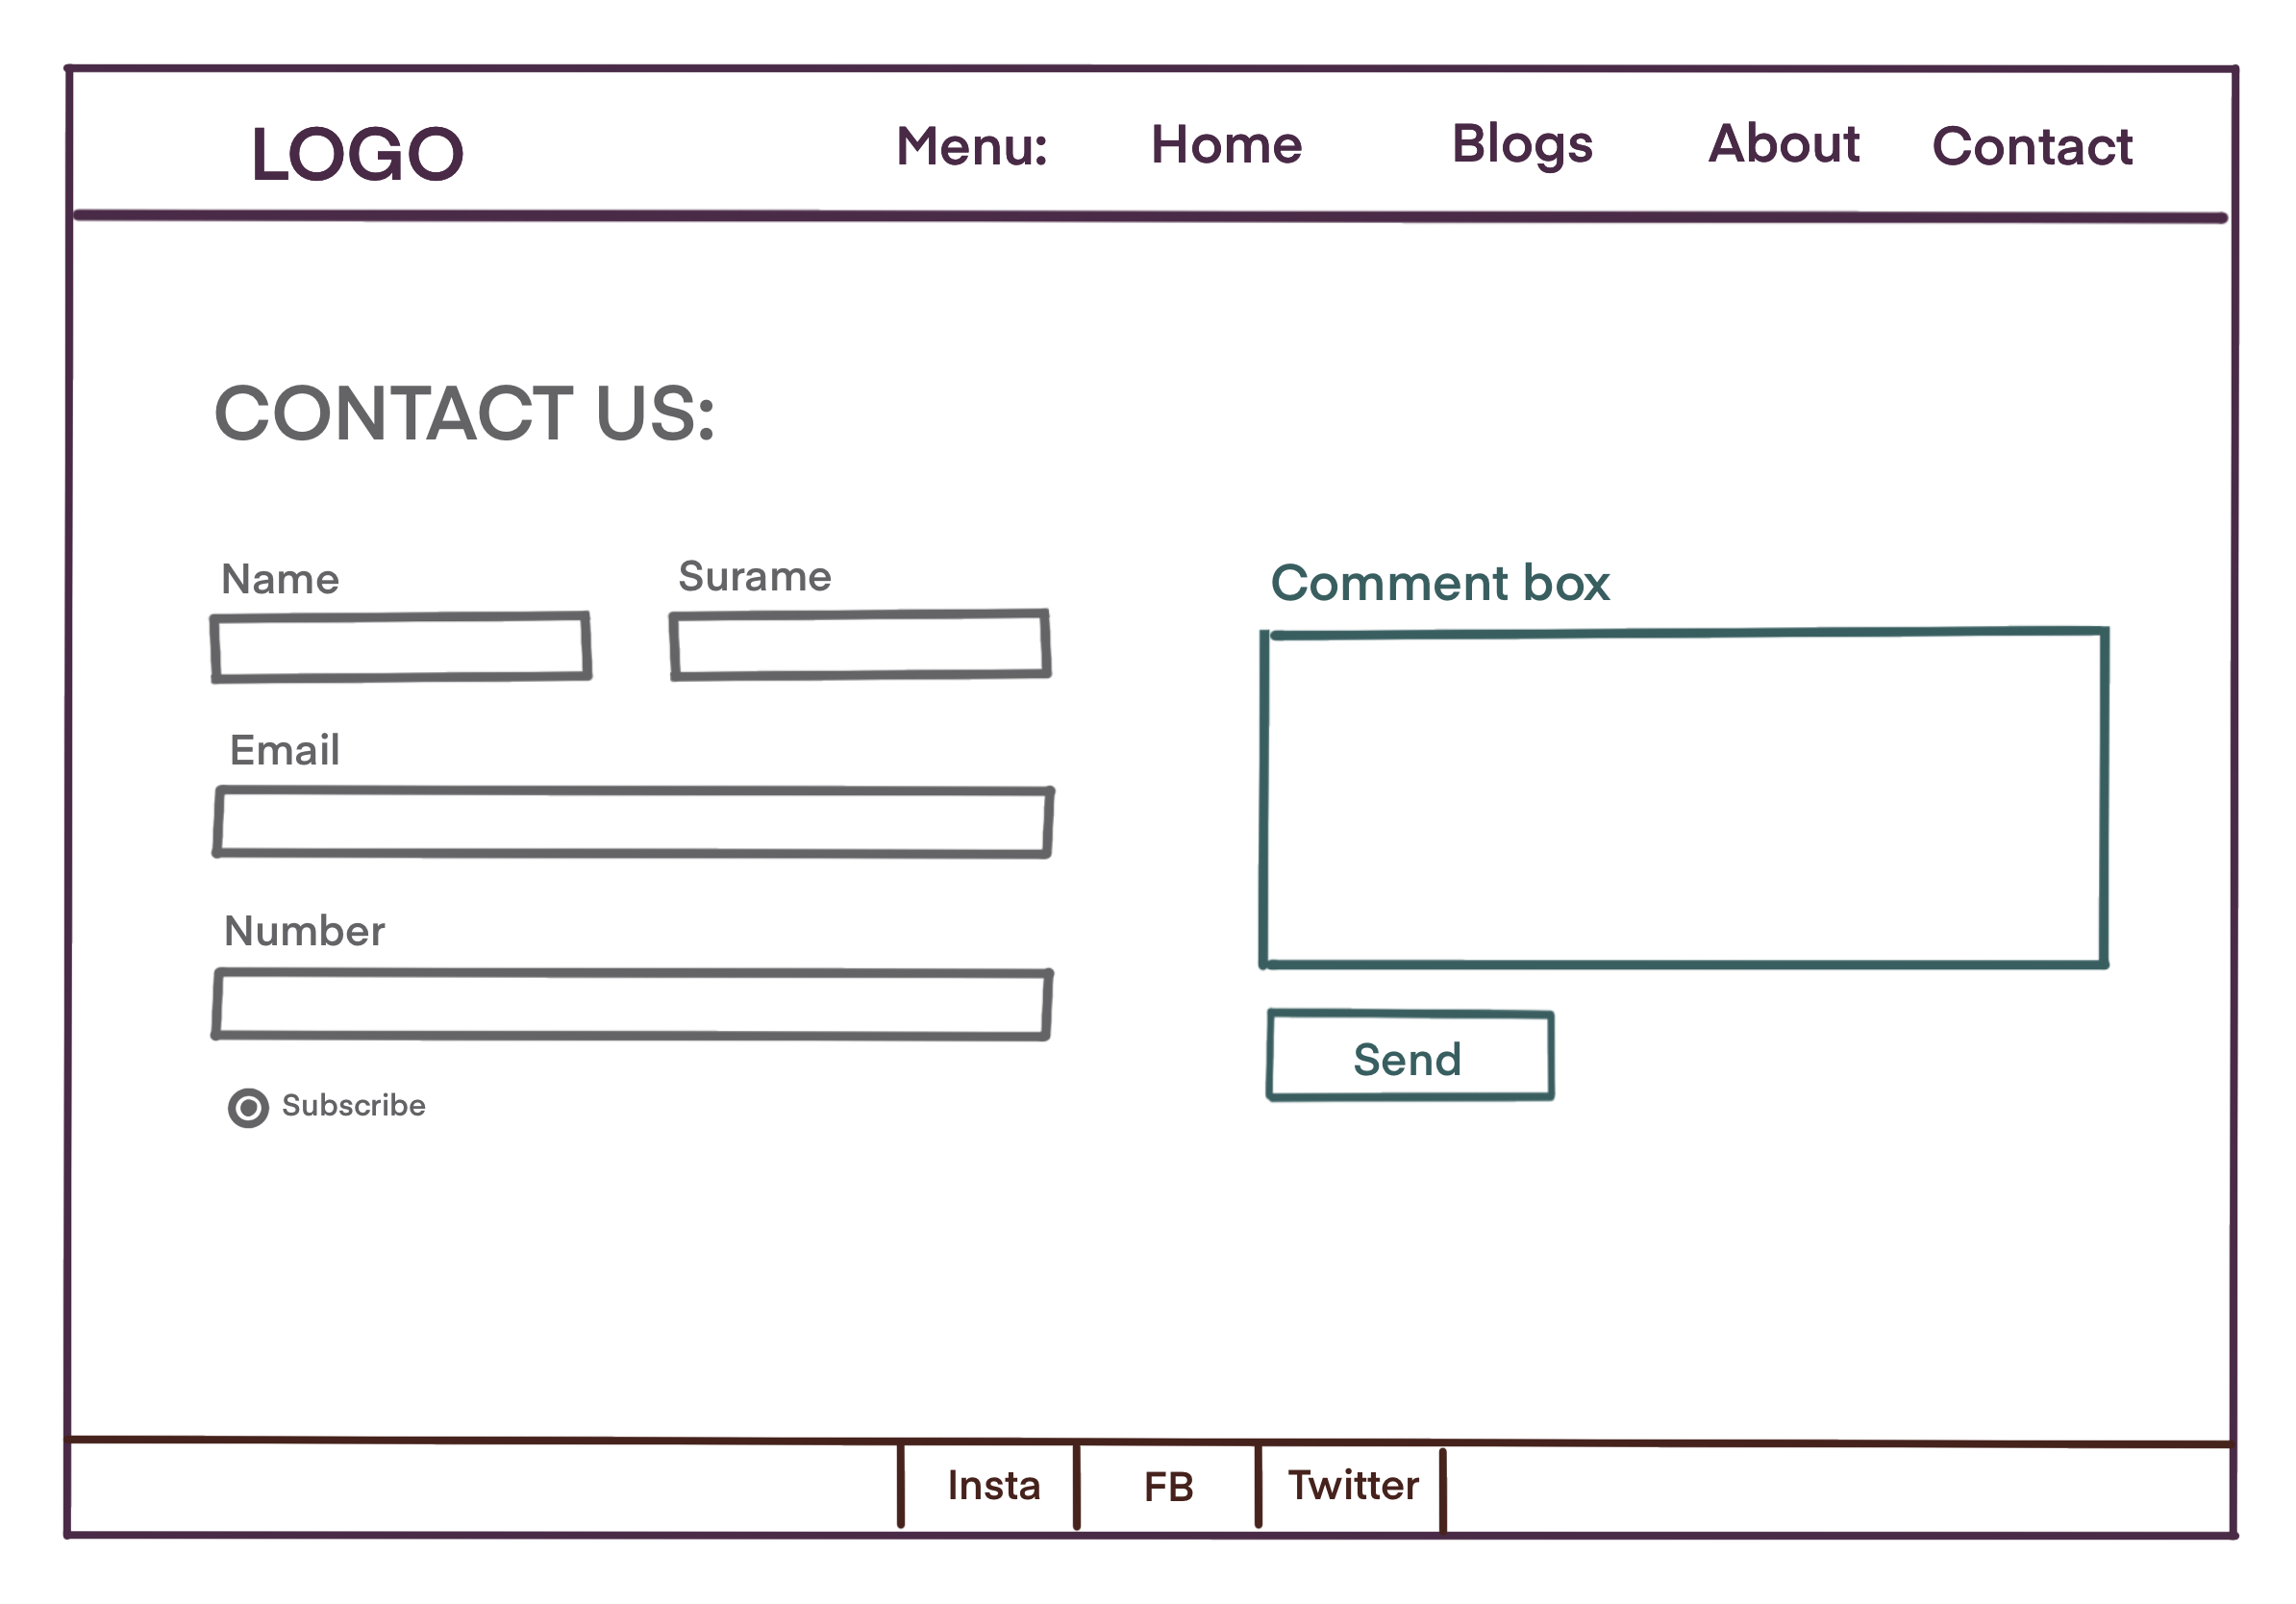 LOGO Menu: Home Blogs About Contact
CONTACT US:
Name Surame
Email
Number
Subscribe
Comment box
Send
Insta FB Twitter